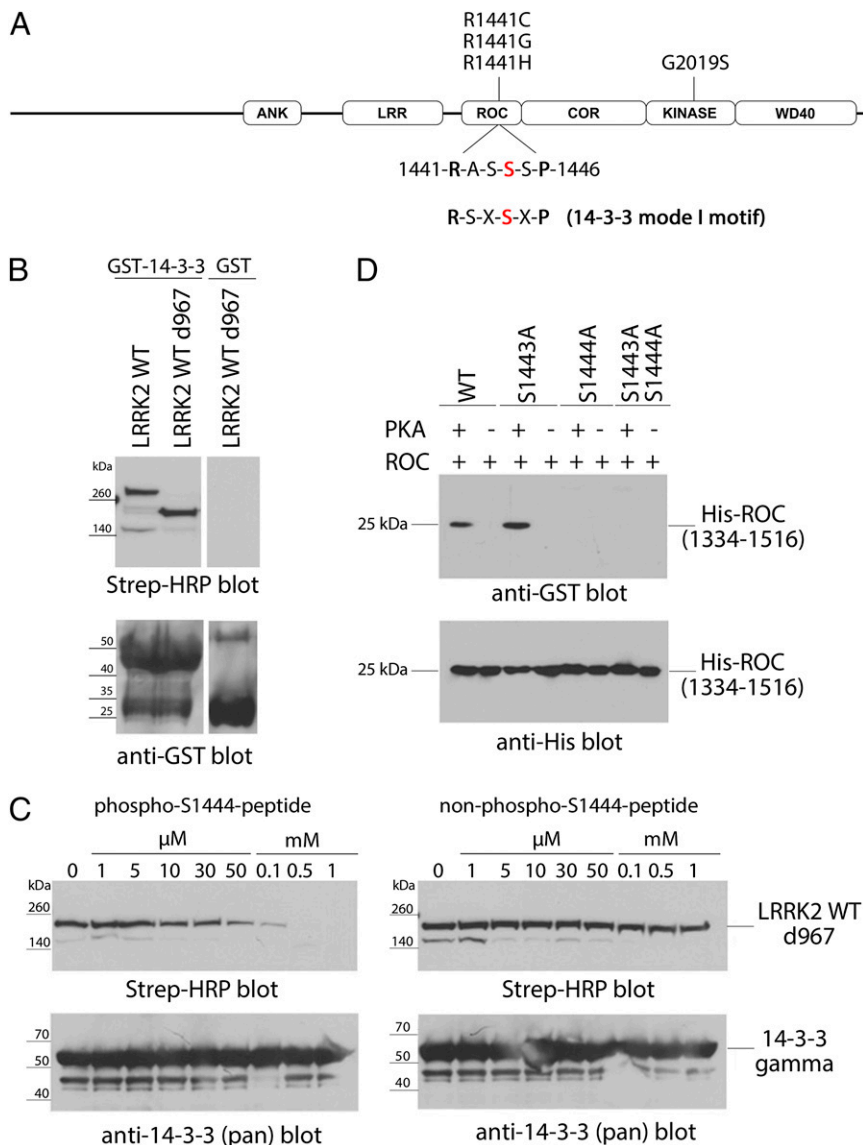 A
R1441C
R1441G
R1441H
G2019S
ANK
LRR
ROC
COR
KINASE
WD40
1441-R-A-S-S-S-P-1446
R-S-X-S-X-P (14-3-3 mode I motif)
B
GST-14-3-3
GST
LRRK2 WT
LRRK2 WT d967
LRRK2 WT d967
kDa
260
140
Strep-HRP blot
50
40
35
25
anti-GST blot
D
WT
S1443A
S1444A
S1443A
S1444A
PKA + - + - + - + -
ROC + + + + + + + +
25 kDa
His-ROC
(1334-1516)
anti-GST blot
25 kDa
His-ROC
(1334-1516)
anti-His blot
C
phospho-S1444-peptide
µM
mM
0 1 5 10 30 50 0.1 0.5 1
kDa
260
140
Strep-HRP blot
70
50
40
anti-14-3-3 (pan) blot
non-phospho-S1444-peptide
µM
mM
0 1 5 10 30 50 0.1 0.5 1
kDa
260
140
LRRK2 WT
d967
Strep-HRP blot
70
50
40
14-3-3
gamma
anti-14-3-3 (pan) blot